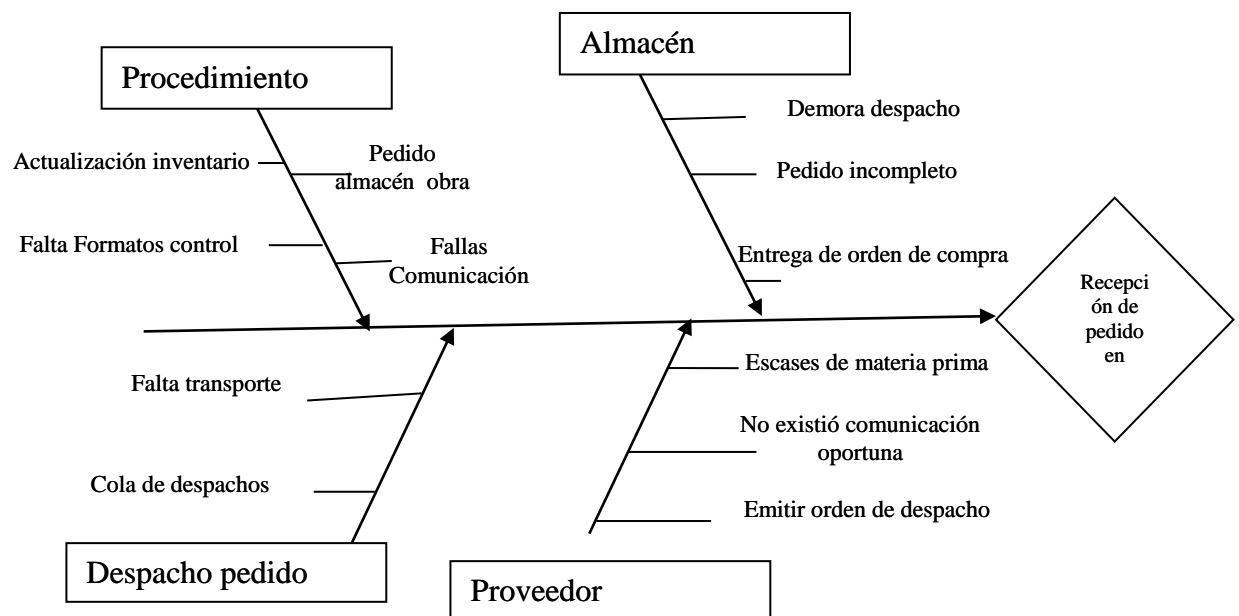 Almacén
Procedimiento
Demora despacho
Actualización inventario
Pedido
almacén obra
Pedido incompleto
Falta Formatos control
Fallas
Comunicación
Entrega de orden de compra
Recepci
ón de
pedido
en
Falta transporte
Escases de materia prima
No existió comunicación
oportuna
Cola de despachos
Emitir orden de despacho
Despacho pedido
Proveedor